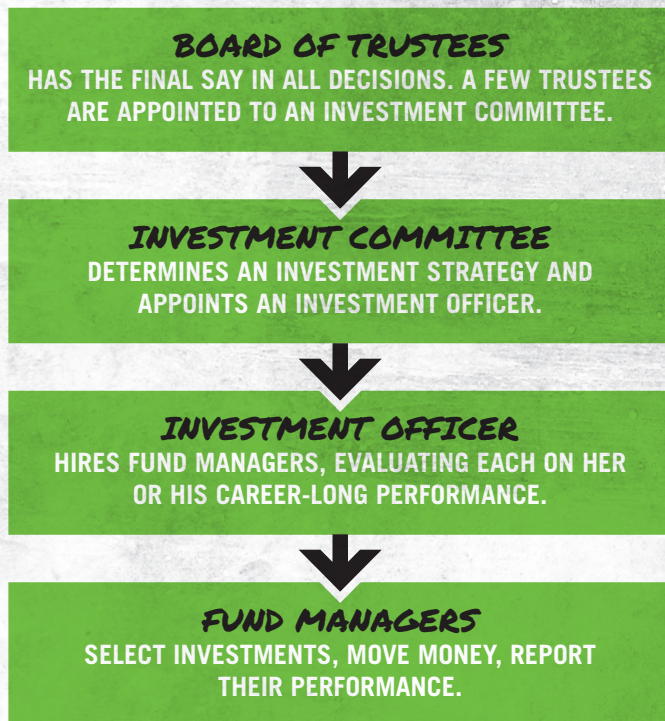 BOARD OF TRUSTEES
HAS THE FINAL SAY IN ALL DECISIONS. A FEW TRUSTEES
ARE APPOINTED TO AN INVESTMENT COMMITTEE.
INVESTMENT COMMITTEE
DETERMINES AN INVESTMENT STRATEGY AND
APPOINTS AN INVESTMENT OFFICER.
INVESTMENT OFFICER
HIRES FUND MANAGERS, EVALUATING EACH ON HER
OR HIS CAREER-LONG PERFORMANCE.
FUND MANAGERS
SELECT INVESTMENTS, MOVE MONEY, REPORT
THEIR PERFORMANCE.